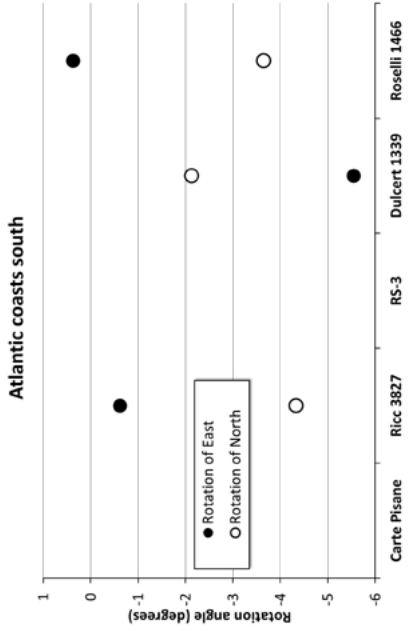 Atlantic coasts south
Rotation angle (degrees)
1
0
-1
-2
-3
-4
-5
-6
Rotation of East
Rotation of North
Carte Pisane
Ricc 3827
RS-3
Dulcert 1339
Roselli 1466